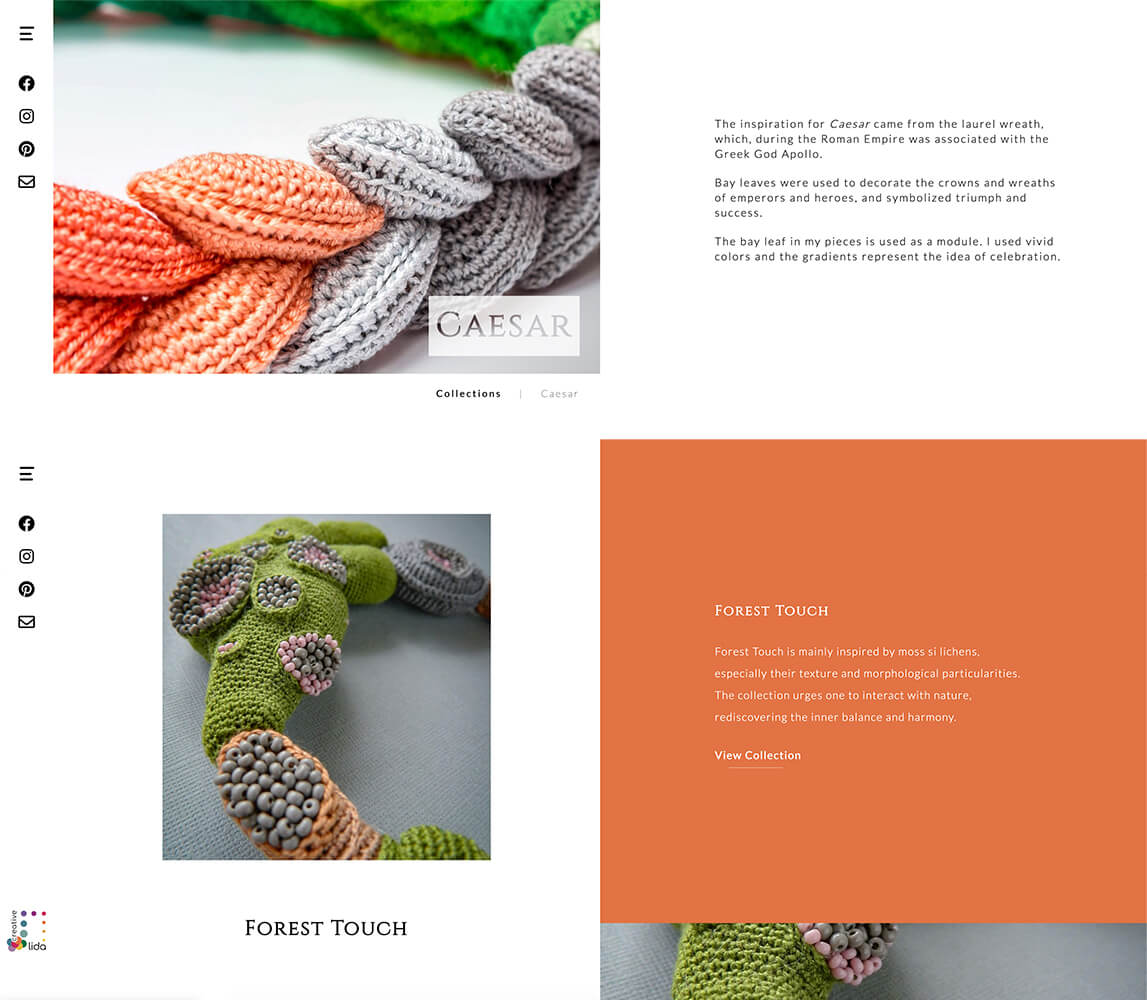 The inspiration for Caesar came from the laurel wreath,
which, during the Roman Empire was associated with the
Greek God Apollo.
Bay leaves were used to decorate the crowns and wreaths
of emperors and heroes, and symbolized triumph and
success.
The bay leaf in my pieces is used as a module. I used vivid
colors and the gradients represent the idea of celebration.
Caesar
Collections | Caesar
Forest Touch
Forest Touch is mainly inspired by moss si lichens,
especially their texture and morphological particularities.
The collection urges one to interact with nature,
rediscovering the inner balance and harmony.
View Collection
Forest Touch
creative
lida